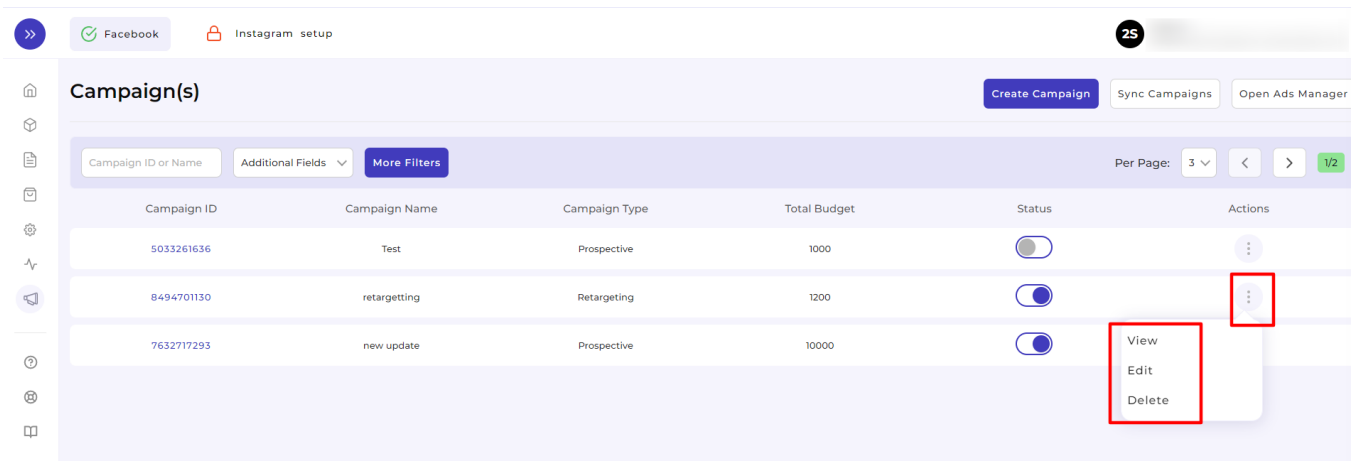 Facebook Instagram setup 2S
Campaign(s) Create Campaign Sync Campaigns Open Ads Manager
Campaign ID or Name Additional Fields More Filters Per Page: 3 1/2
Campaign ID Campaign Name Campaign Type Total Budget Status Actions
5033261636 Test Prospective 1000
8494701130 retargetting Retargeting 1200
7632717293 new update Prospective 10000
View
Edit
Delete